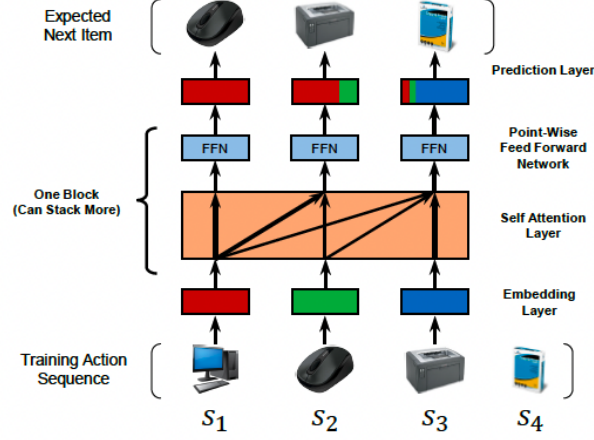 Expected
Next Item
Prediction Layer
FFN
FFN
FFN
Point-Wise
Feed Forward
Network
One Block
(Can Stack More)
Self Attention
Layer
Embedding
Layer
Training Action
Sequence
S1
S2
S3
S4